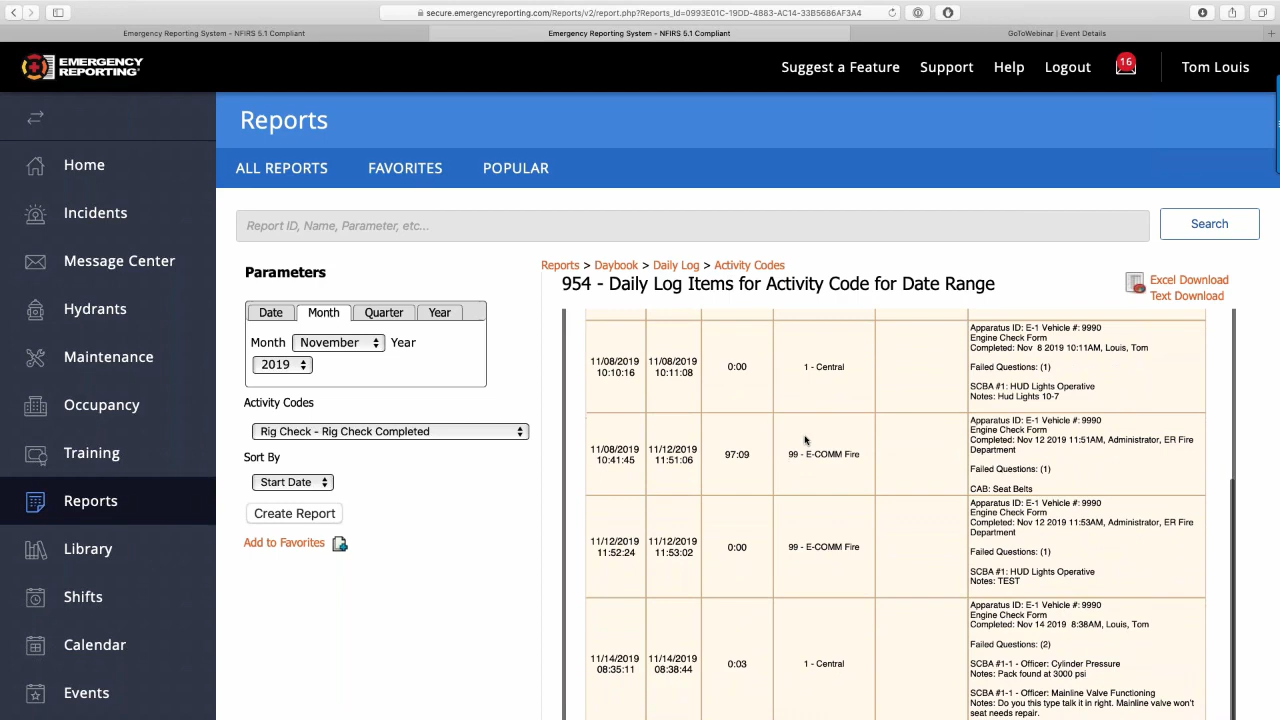 secure.emergencyreporting.com/Reports/v2/report.php?Reports_Id=0993E01C-19DD-4883-AC14-33B5686AF3A4
Emergency Reporting System - NFIRS 5.1 Compliant
Emergency Reporting System - NFIRS 5.1 Compliant
GoToWebinar | Event Details
EMERGENCY
REPORTING
Suggest a Feature
Support
Help
Logout
16
Tom Louis
Home
Incidents
Message Center
Hydrants
Maintenance
Occupancy
Training
Reports
Library
Shifts
Calendar
Events
Reports
ALL REPORTS
FAVORITES
POPULAR
Report ID, Name, Parameter, etc...
Search
Parameters
Date
Month
Quarter
Year
Month November Year
2019
Activity Codes
Rig Check - Rig Check Completed
Sort By
Start Date
Create Report
Add to Favorites
Reports > Daybook > Daily Log > Activity Codes
954 - Daily Log Items for Activity Code for Date Range
Excel Download
Text Download
11/08/2019
10:10:16
11/08/2019
10:11:08
0:00
1 - Central
Apparatus ID: E-1 Vehicle #: 9990
Engine Check Form
Completed: Nov 8 2019 10:11AM, Louis, Tom
Failed Questions: (1)
SCBA #1: HUD Lights Operative
Notes: Hud Lights 10-7
11/08/2019
10:41:45
11/12/2019
11:51:06
97:09
99 - E-COMM Fire
Apparatus ID: E-1 Vehicle #: 9990
Engine Check Form
Completed: Nov 12 2019 11:51AM, Administrator, ER Fire
Department
Failed Questions: (1)
CAB: Seat Belts
11/12/2019
11:52:24
11/12/2019
11:53:02
0:00
99 - E-COMM Fire
Apparatus ID: E-1 Vehicle #: 9990
Engine Check Form
Completed: Nov 12 2019 11:53AM, Administrator, ER Fire
Department
Failed Questions: (1)
SCBA #1: HUD Lights Operative
Notes: TEST
11/14/2019
08:35:11
11/14/2019
08:38:44
0:03
1 - Central
Apparatus ID: E-1 Vehicle #: 9990
Engine Check Form
Completed: Nov 14 2019 8:38AM, Louis, Tom
Failed Questions: (2)
SCBA #1-1 - Officer: Cylinder Pressure
Notes: Pack found at 3000 psi
SCBA #1-1 - Officer: Mainline Valve Functioning
Notes: Do you this type talk it in right. Mainline valve won't
seat needs repair.